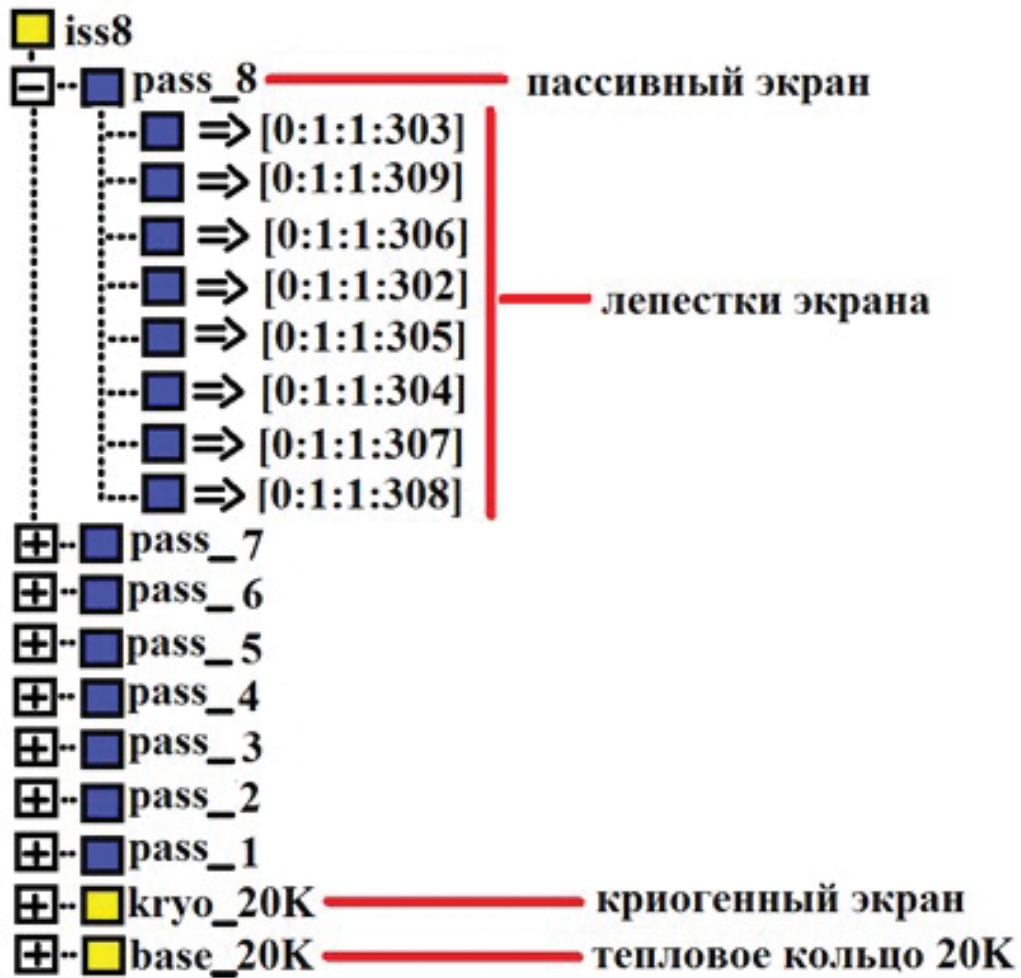 iss8
pass_8 пассивный экран
=> [0:1:1:303]
=> [0:1:1:309]
=> [0:1:1:306]
=> [0:1:1:302]
лепестки экрана
=> [0:1:1:305]
=> [0:1:1:304]
=> [0:1:1:307]
=> [0:1:1:308]
pass_7
pass_6
pass_5
pass_4
pass_3
pass_2
pass_1
kryo_20K криогенный экран
base_20K тепловое кольцо 20K